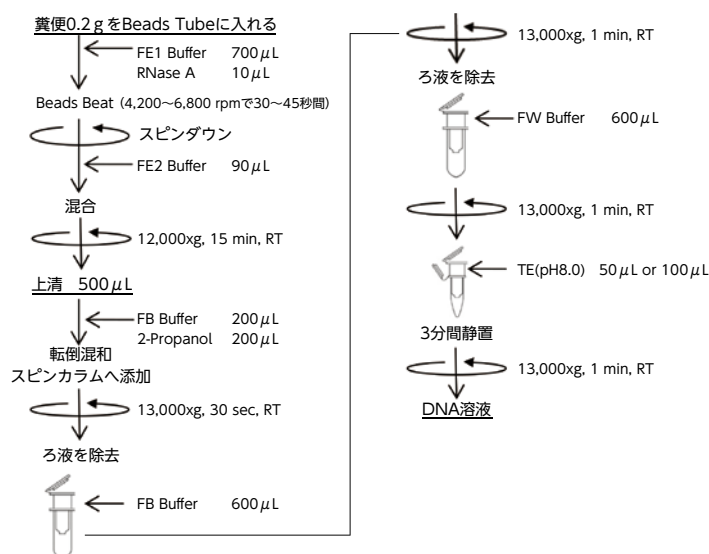 糞便0.2 g をBeads Tubeに入れる
FE1 Buffer 700μL
RNase A 10μL
Beads Beat（4,200〜6,800 rpmで30〜45秒間）
スピンダウン
FE2 Buffer 90μL
混合
12,000xg, 15 min, RT
上清 500μL
FB Buffer 200μL
2-Propanol 200μL
転倒混和
スピンカラムへ添加
13,000xg, 30 sec, RT
ろ液を除去
FB Buffer 600μL
13,000xg, 1 min, RT
ろ液を除去
FW Buffer 600μL
13,000xg, 1 min, RT
TE(pH8.0) 50μL or 100μL
3分間静置
13,000xg, 1 min, RT
DNA溶液